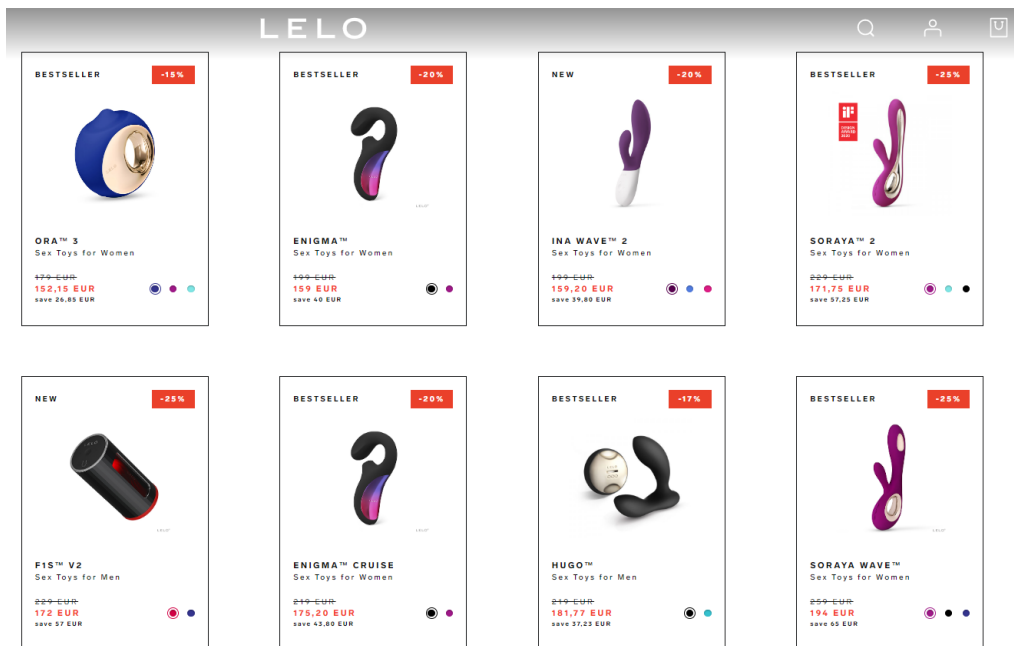 LELO
BESTSELLER -15%
ORA™ 3
Sex Toys for Women
179 EUR
152,15 EUR
save 26,85 EUR
BESTSELLER -20%
LELO
ENIGMA™
Sex Toys for Women
199 EUR
159 EUR
save 40 EUR
NEW -20%
INA WAVE™ 2
Sex Toys for Women
199 EUR
159,20 EUR
save 39,80 EUR
BESTSELLER -25%
DESIGN
AWARD
2020
SORAYA™ 2
Sex Toys for Women
229 EUR
171,75 EUR
save 57,25 EUR
NEW -25%
F1S™ V2
Sex Toys for Men
229 EUR
172 EUR
save 57 EUR
BESTSELLER -20%
ENIGMA™ CRUISE
Sex Toys for Women
219 EUR
175,20 EUR
save 43,80 EUR
BESTSELLER -17%
HUGO™
Sex Toys for Men
219 EUR
181,77 EUR
save 37,23 EUR
BESTSELLER -25%
SORAYA WAVE™
Sex Toys for Women
259 EUR
194 EUR
save 65 EUR